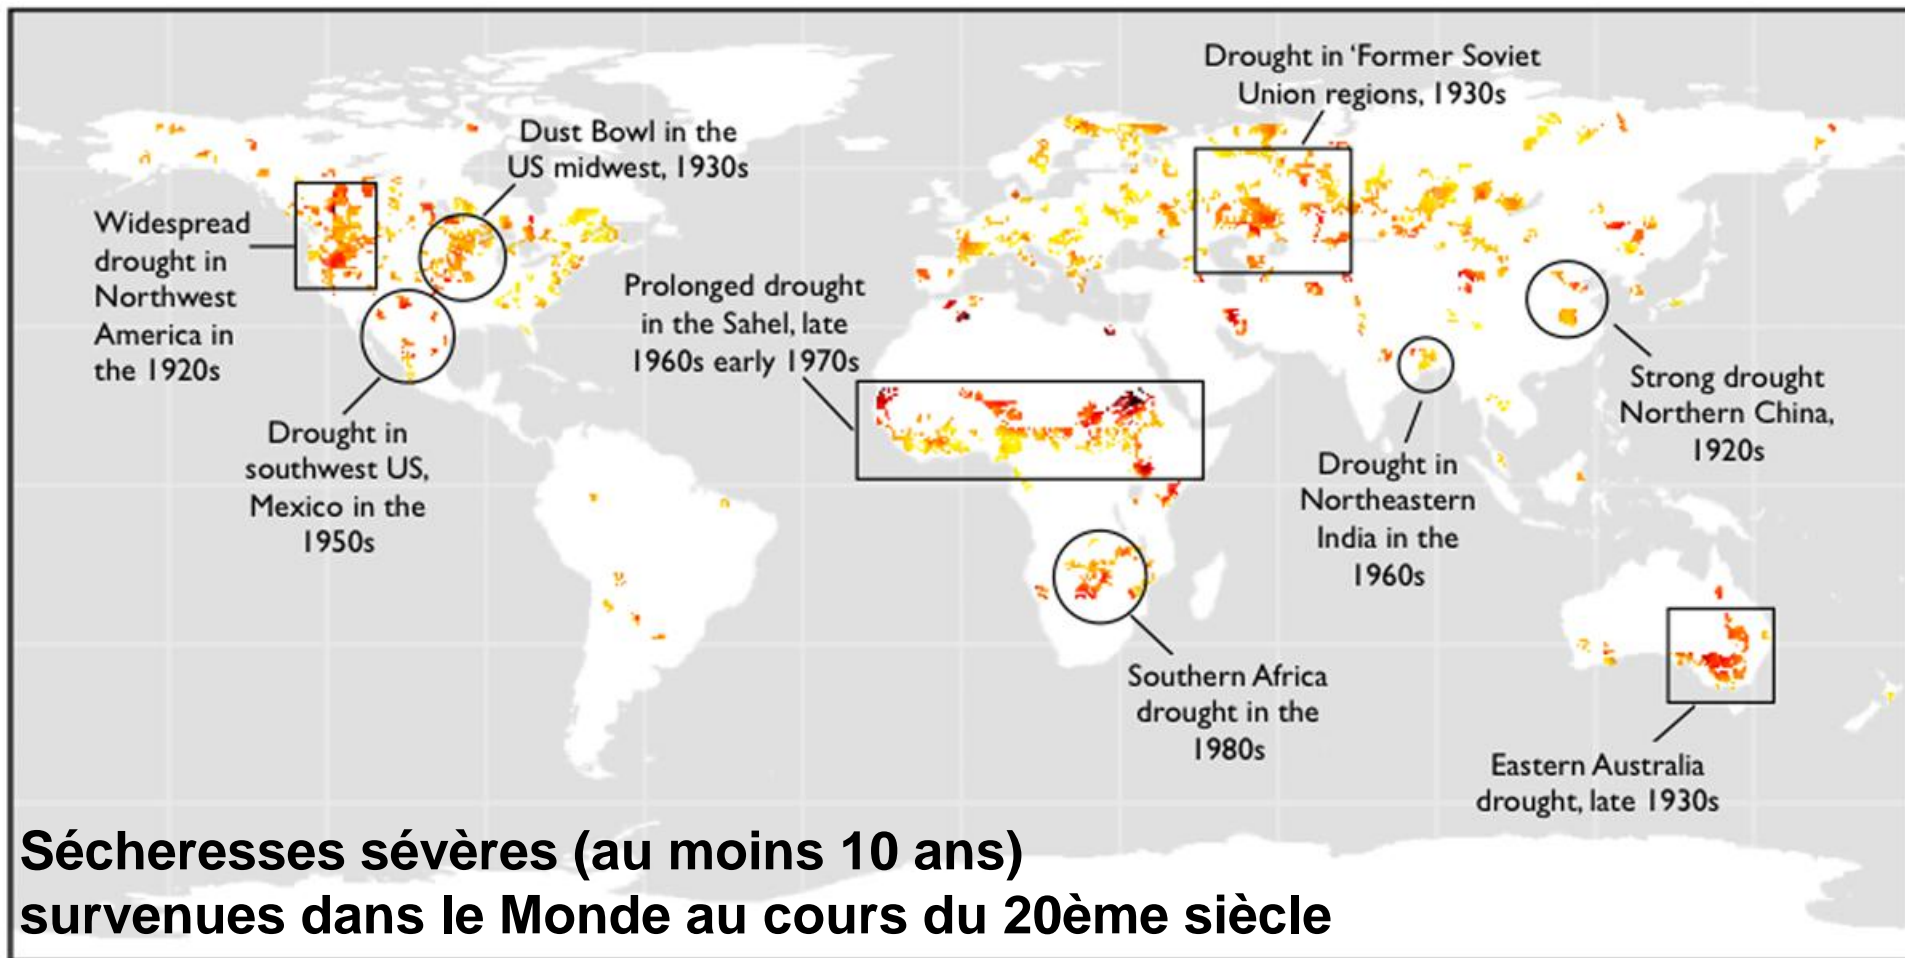 Drought in ‘Former Soviet
Union regions, 1930s
Dust Bowl in the
US midwest, 1930s
Widespread
drought in
Northwest
America in
the 1920s
Prolonged drought
in the Sahel, late
1960s early 1970s
Strong drought
Northern China,
1920s
Drought in
southwest US,
Mexico in the
1950s
Drought in
Northeastern
India in the
1960s
Southern Africa
drought in the
1980s
Eastern Australia
drought, late 1930s
Sécheresses sévères (au moins 10 ans)
survenues dans le Monde au cours du 20ème siècle